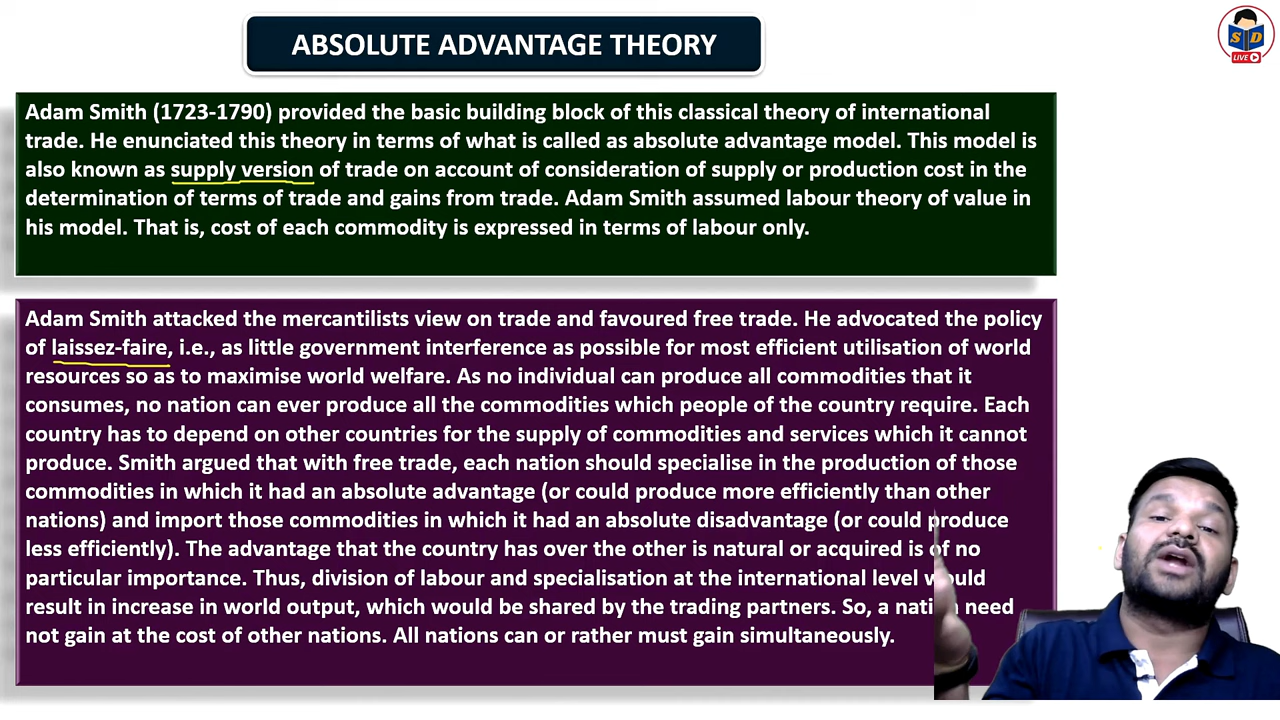 ABSOLUTE ADVANTAGE THEORY
S D
LIVE
Adam Smith (1723-1790) provided the basic building block of this classical theory of international
trade. He enunciated this theory in terms of what is called as absolute advantage model. This model is
also known as supply version of trade on account of consideration of supply or production cost in the
determination of terms of trade and gains from trade. Adam Smith assumed labour theory of value in
his model. That is, cost of each commodity is expressed in terms of labour only.
Adam Smith attacked the mercantilists view on trade and favoured free trade. He advocated the policy
of laissez-faire, i.e., as little government interference as possible for most efficient utilisation of world
resources so as to maximise world welfare. As no individual can produce all commodities that it
consumes, no nation can ever produce all the commodities which people of the country require. Each
country has to depend on other countries for the supply of commodities and services which it cannot
produce. Smith argued that with free trade, each nation should specialise in the production of those
commodities in which it had an absolute advantage (or could produce more efficiently than other
nations) and import those commodities in which it had an absolute disadvantage (or could produce
less efficiently). The advantage that the country has over the other is natural or acquired is of no
particular importance. Thus, division of labour and specialisation at the international level would
result in increase in world output, which would be shared by the trading partners. So, a nation need
not gain at the cost of other nations. All nations can or rather must gain simultaneously.